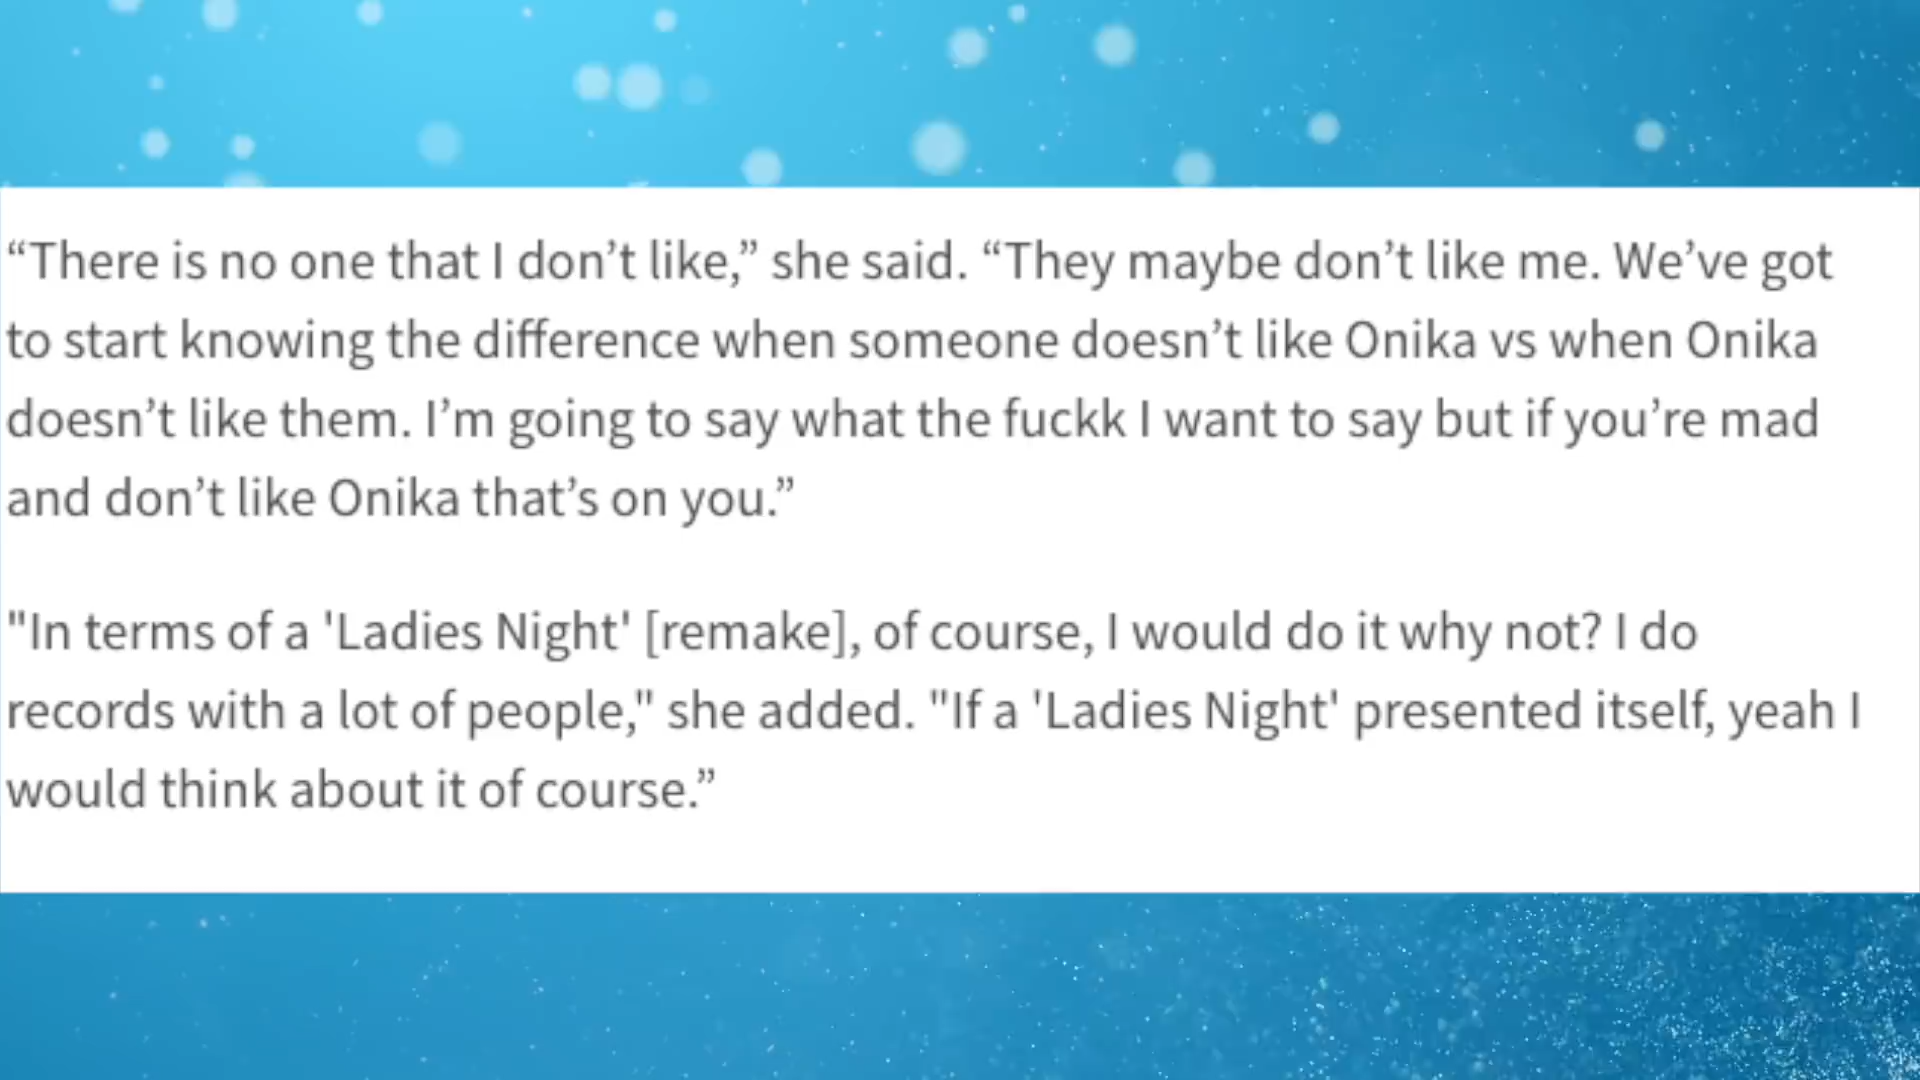 “There is no one that I don’t like,” she said. “They maybe don’t like me. We’ve got
to start knowing the difference when someone doesn’t like Onika vs when Onika
doesn’t like them. I’m going to say what the fuckk I want to say but if you’re mad
and don’t like Onika that’s on you.”
"In terms of a 'Ladies Night' [remake], of course, I would do it why not? I do
records with a lot of people," she added. "If a 'Ladies Night' presented itself, yeah I
would think about it of course.”